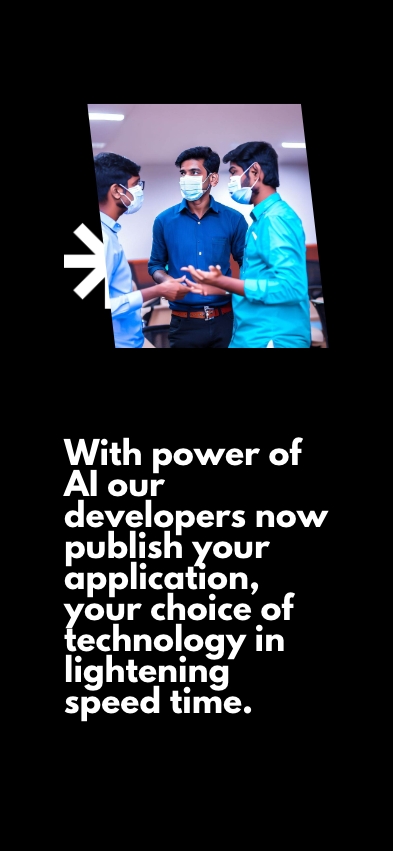 With power of
AI our
developers now
publish your
application,
your choice of
technology in
lightening
speed time.